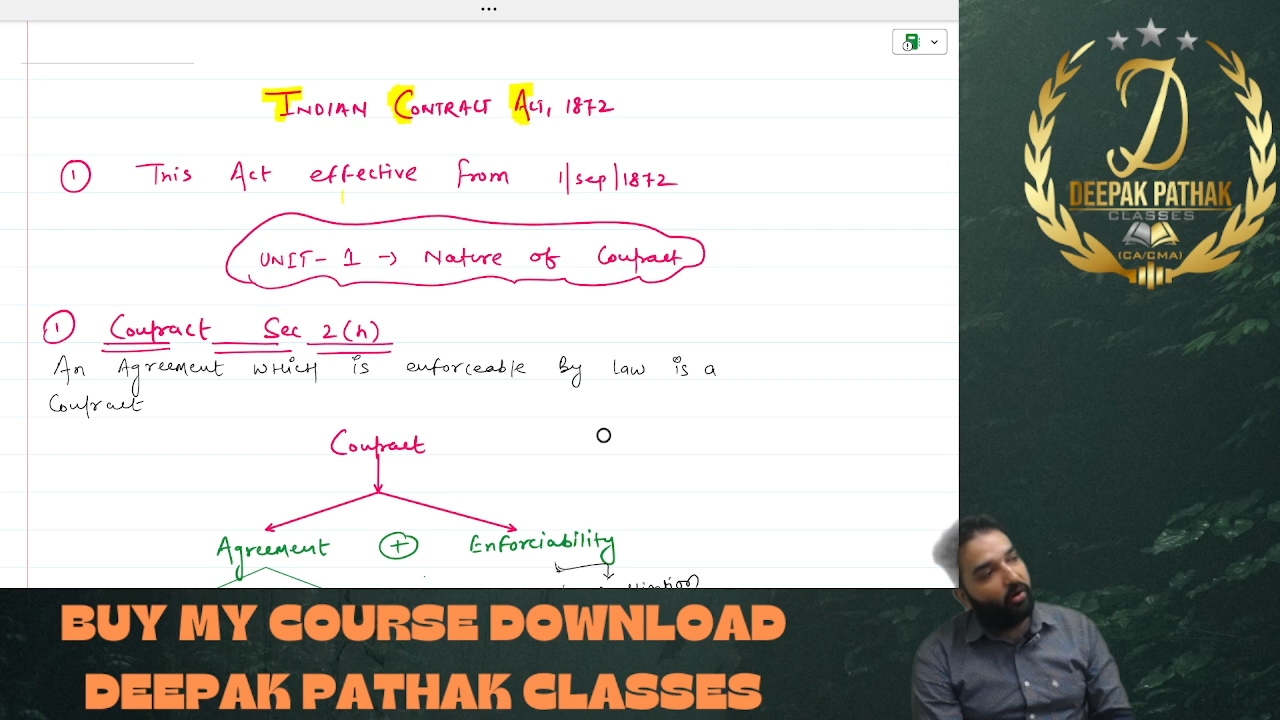 INDIAN CONTRACT ACT, 1872
① This Act effective from 1|sep|1872
UNIT-1 → Nature of Contract
① Contract Sec 2(h)
An Agreement which is enforceable By law is a
Contract
Contract
Agreement + Enforciability
D
DEEPAK PATHAK
CLASSES
(CA/CMA)
BUY MY COURSE DOWNLOAD
DEEPAK PATHAK CLASSES